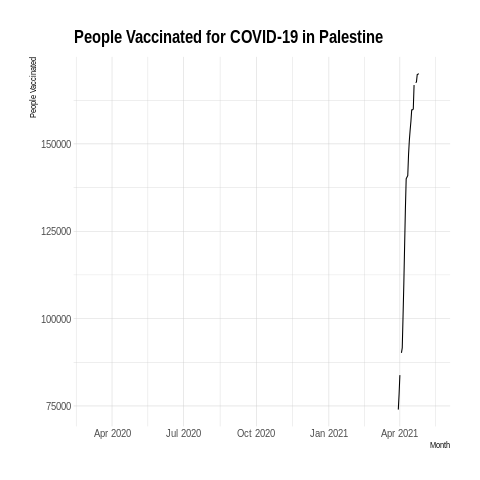 People Vaccinated for COVID-19 in Palestine
People Vaccinated
150000
125000
100000
75000
Apr 2020 Jul 2020 Oct 2020 Jan 2021 Apr 2021
Month